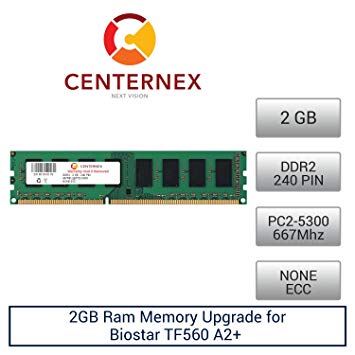 CENTERNEX
NEXT VISION
2 GB
DDR2
240 PIN
PC2-5300
667Mhz
NONE
ECC
2GB Ram Memory Upgrade for
Biostar TF560 A2+